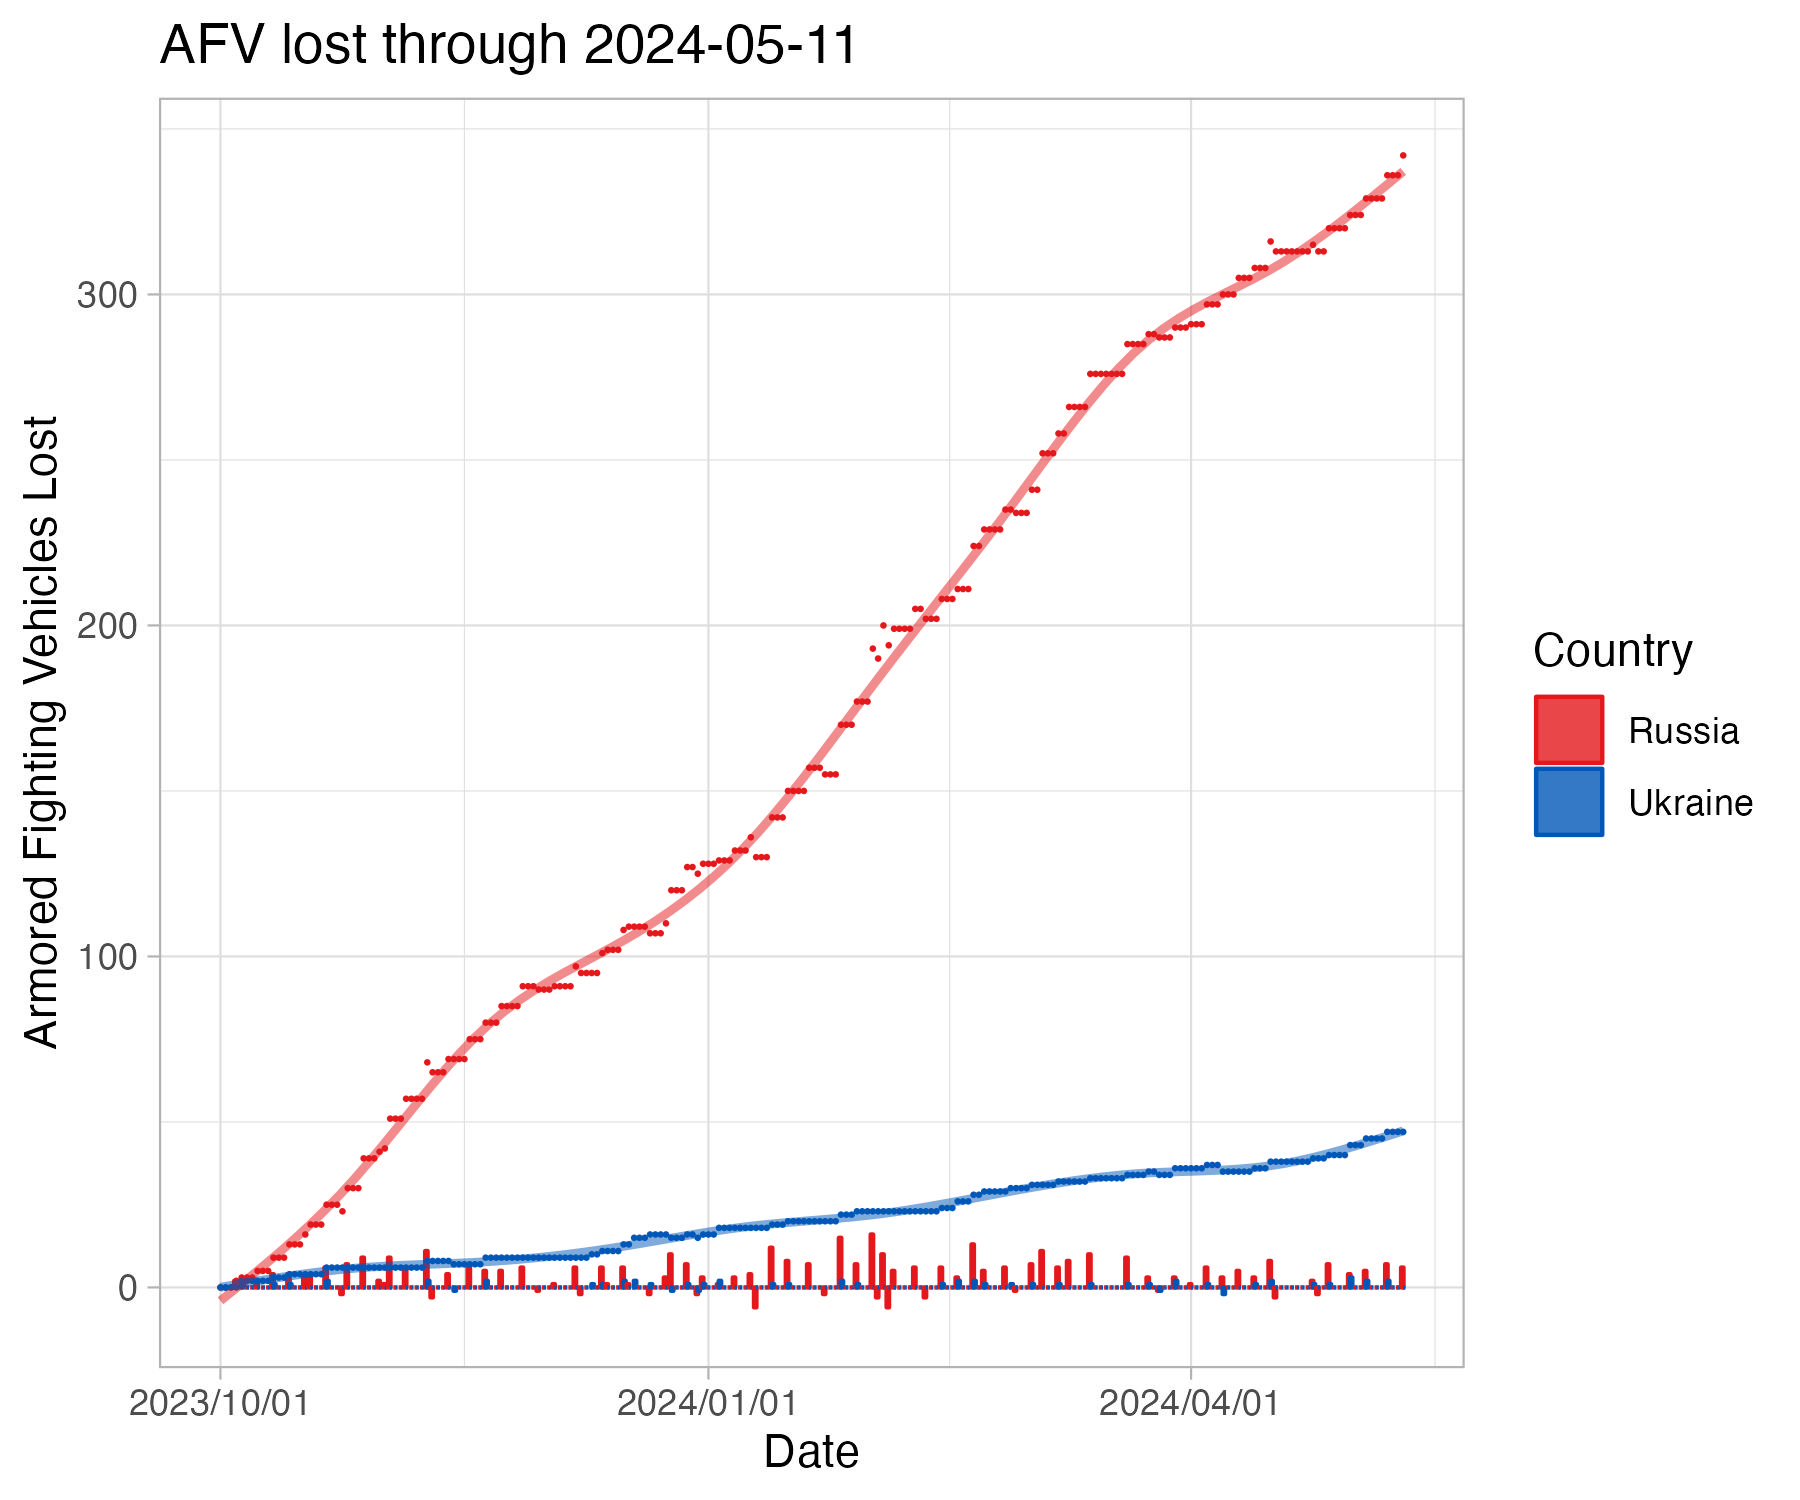 AFV lost through 2024-05-11
Armored Fighting Vehicles Lost
300
200
100
0
2023/10/01
2024/01/01
2024/04/01
Date
Country
Russia
Ukraine